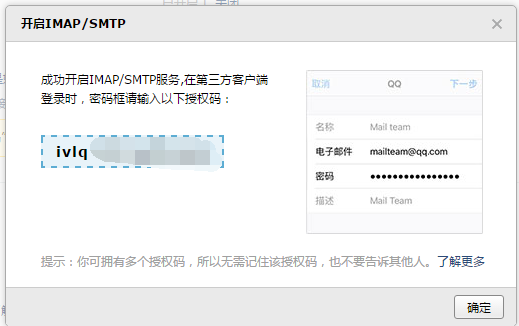 开启IMAP/SMTP
成功开启IMAP/SMTP服务,在第三方客户端
登录时，密码框请输入以下授权码：
ivlq
取消 QQ 下一步
名称 Mail team
电子邮件 mailteam@qq.com
密码 ●●●●●●●●●●●●●●●●
描述 Mail Team
提示：你可拥有多个授权码，所以无需记住该授权码，也不要告诉其他人。了解更多
确定